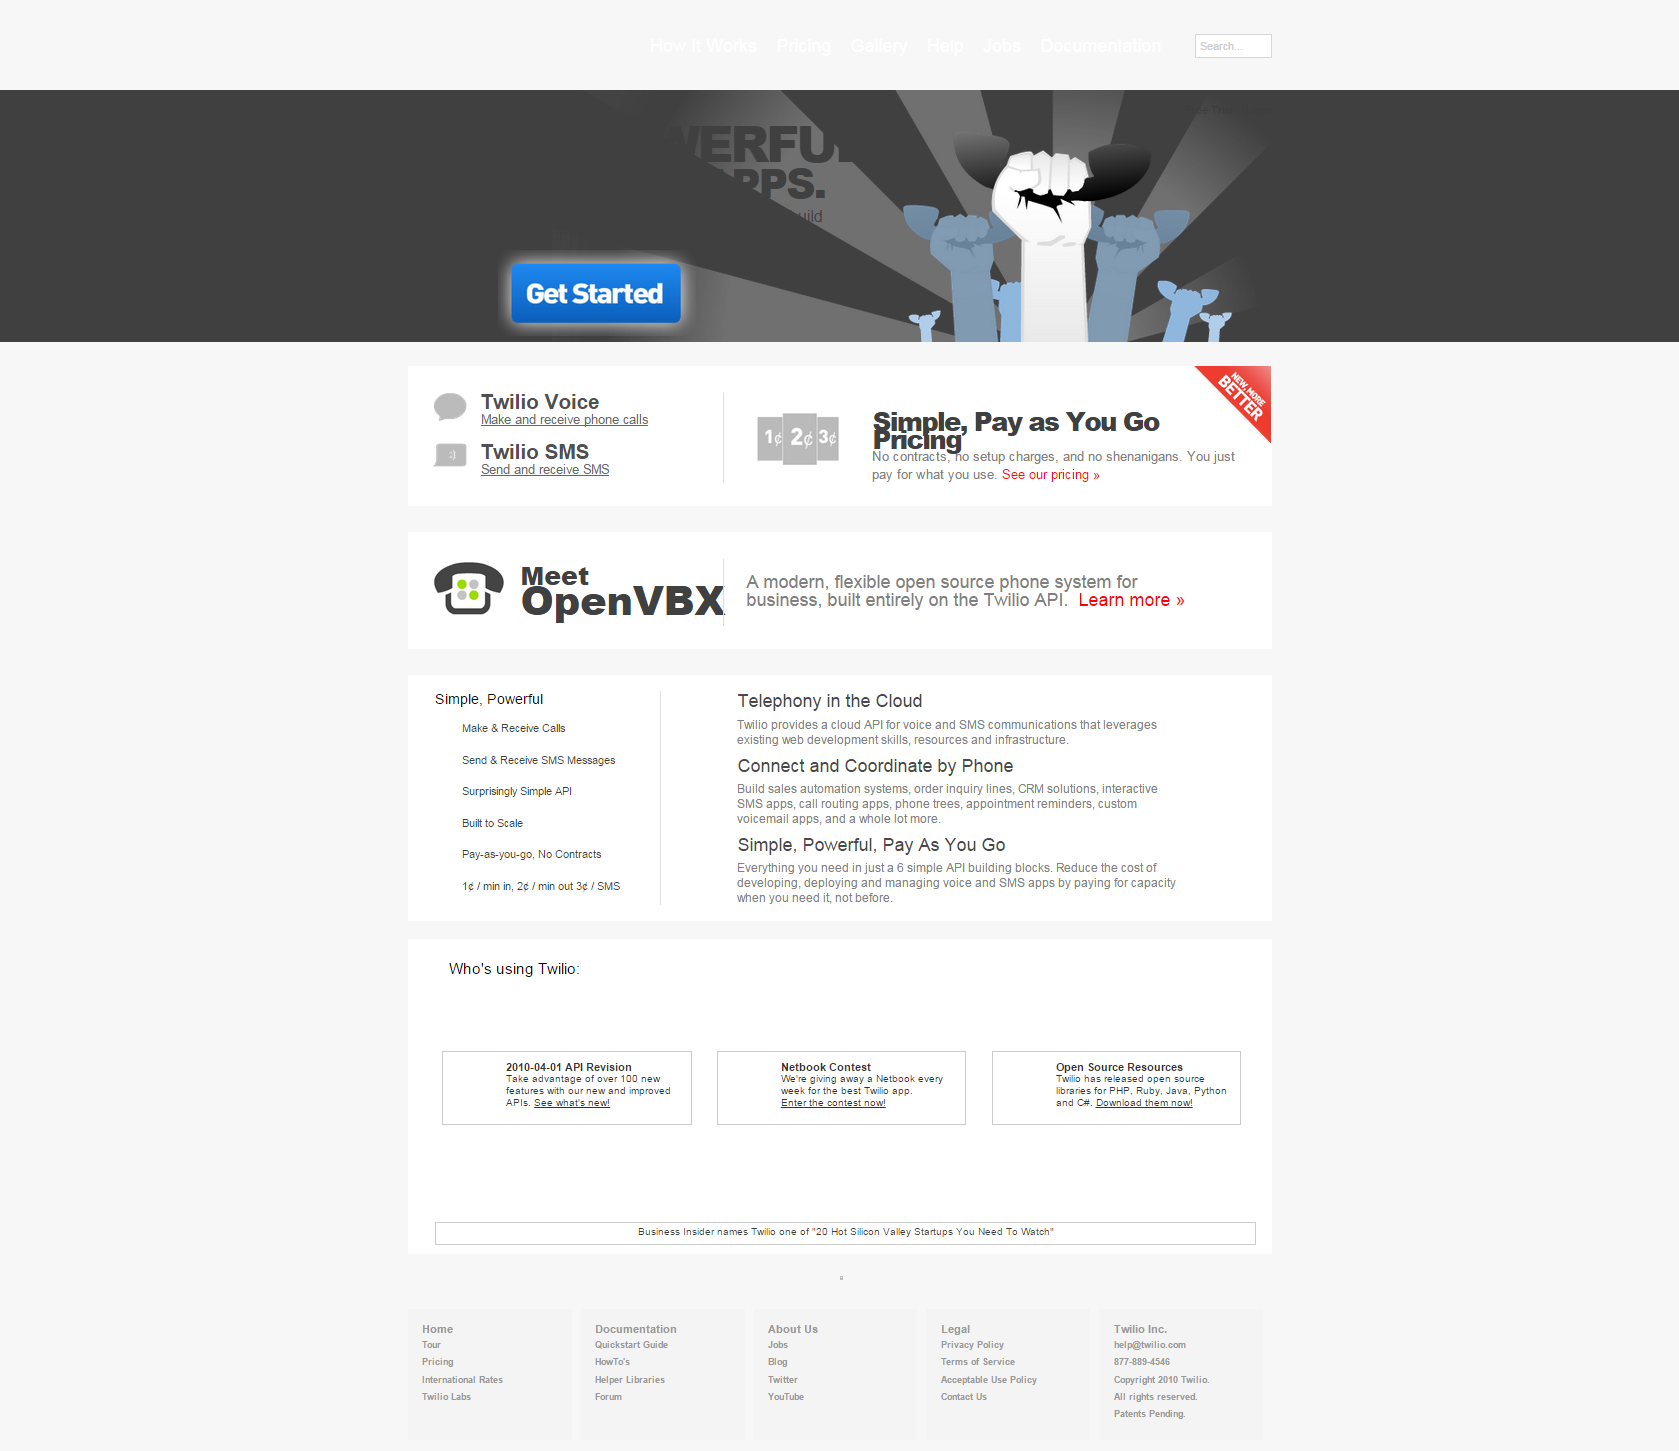 How It Works Pricing Gallery Help Jobs Documentation Search...
WERFUL
APPS.
Get Started
Twilio Voice
Make and receive phone calls
Twilio SMS
Send and receive SMS
1¢ 2¢ 3¢
Simple, Pay as You Go
Pricing
No contracts, no setup charges, and no shenanigans. You just
pay for what you use. See our pricing »
NEW, MORE
BETTER
Meet
OpenVBX
A modern, flexible open source phone system for
business, built entirely on the Twilio API. Learn more »
Simple, Powerful
Make & Receive Calls
Send & Receive SMS Messages
Surprisingly Simple API
Built to Scale
Pay-as-you-go, No Contracts
1¢ / min in, 2¢ / min out 3¢ / SMS
Telephony in the Cloud
Twilio provides a cloud API for voice and SMS communications that leverages
existing web development skills, resources and infrastructure.
Connect and Coordinate by Phone
Build sales automation systems, order inquiry lines, CRM solutions, interactive
SMS apps, call routing apps, phone trees, appointment reminders, custom
voicemail apps, and a whole lot more.
Simple, Powerful, Pay As You Go
Everything you need in just a 6 simple API building blocks. Reduce the cost of
developing, deploying and managing voice and SMS apps by paying for capacity
when you need it, not before.
Who's using Twilio:
2010-04-01 API Revision
Take advantage of over 100 new
features with our new and improved
APIs. See what's new!
Netbook Contest
We're giving away a Netbook every
week for the best Twilio app.
Enter the contest now!
Open Source Resources
Twilio has released open source
libraries for PHP, Ruby, Java, Python
and C#. Download them now!
Business Insider names Twilio one of "20 Hot Silicon Valley Startups You Need To Watch"
Home
Tour
Pricing
International Rates
Twilio Labs
Documentation
Quickstart Guide
HowTo's
Helper Libraries
Forum
About Us
Jobs
Blog
Twitter
YouTube
Legal
Privacy Policy
Terms of Service
Acceptable Use Policy
Contact Us
Twilio Inc.
help@twilio.com
877-889-4546
Copyright 2010 Twilio.
All rights reserved.
Patents Pending.